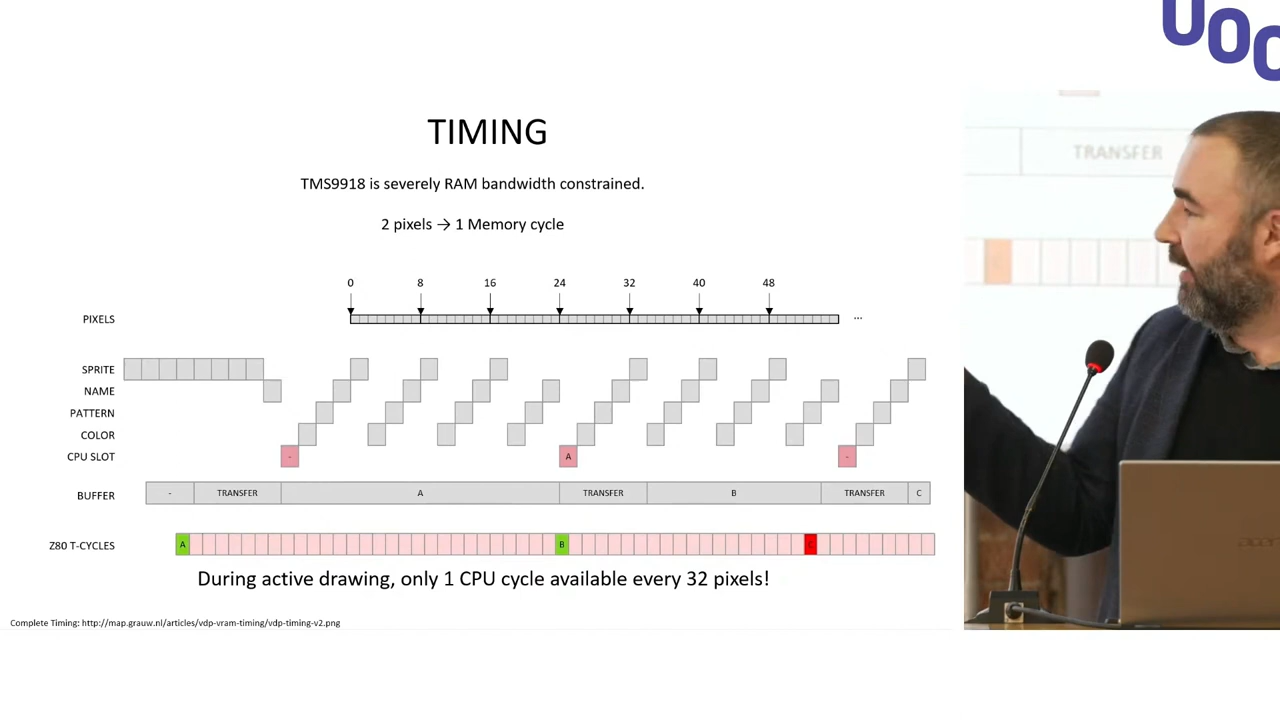 UOC
TIMING
TMS9918 is severely RAM bandwidth constrained.
2 pixels → 1 Memory cycle
0 8 16 24 32 40 48
PIXELS ...
SPRITE
NAME
PATTERN
COLOR
CPU SLOT - A -
BUFFER - TRANSFER A TRANSFER B TRANSFER C
Z80 T-CYCLES A B C
During active drawing, only 1 CPU cycle available every 32 pixels!
Complete Timing: http://map.grauw.nl/articles/vdp-vram-timing/vdp-timing-v2.png
TRANSFER
acer